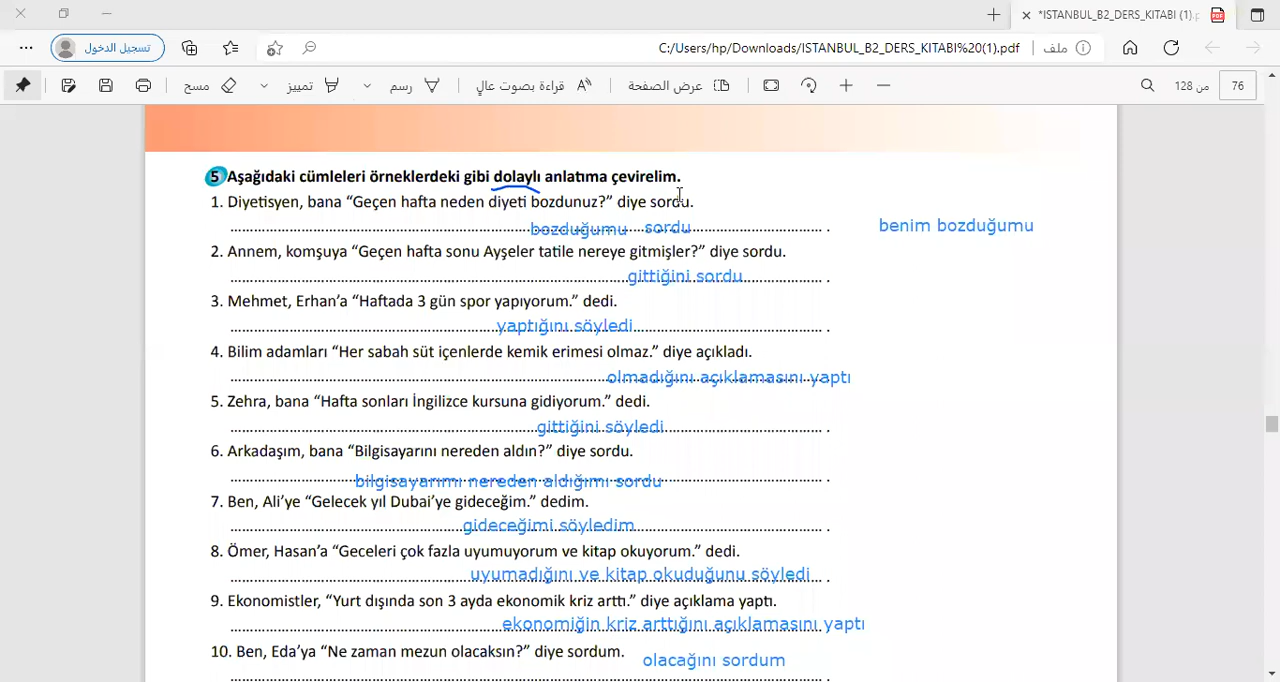 *ISTANBUL_B2_DERS_KITABI (1).p
تسجيل الدخول
C:/Users/hp/Downloads/ISTANBUL_B2_DERS_KITABI%20(1).pdf
ملف
مسح
تمييز
رسم
قراءة بصوت عالٍ
عرض الصفحة
من 128
76
5 Aşağıdaki cümleleri örneklerdeki gibi dolaylı anlatıma çevirelim.
1. Diyetisyen, bana “Geçen hafta neden diyeti bozdunuz?” diye sordu.
bozduğumu sordu
benim bozduğumu
2. Annem, komşuya “Geçen hafta sonu Ayşeler tatile nereye gitmişler?” diye sordu.
gittiğini sordu
3. Mehmet, Erhan’a “Haftada 3 gün spor yapıyorum.” dedi.
yaptığını söyledi
4. Bilim adamları “Her sabah süt içenlerde kemik erimesi olmaz.” diye açıkladı.
olmadığını açıklamasını yaptı
5. Zehra, bana “Hafta sonları İngilizce kursuna gidiyorum.” dedi.
gittiğini söyledi
6. Arkadaşım, bana “Bilgisayarını nereden aldın?” diye sordu.
bilgisayarımı nereden aldığımı sordu
7. Ben, Ali’ye “Gelecek yıl Dubai’ye gideceğim.” dedim.
gideceğimi söyledim
8. Ömer, Hasan’a “Geceleri çok fazla uyumuyorum ve kitap okuyorum.” dedi.
uyumadığını ve kitap okuduğunu söyledi
9. Ekonomistler, “Yurt dışında son 3 ayda ekonomik kriz arttı.” diye açıklama yaptı.
ekonomiğin kriz arttığını açıklamasını yaptı
10. Ben, Eda’ya “Ne zaman mezun olacaksın?” diye sordum.
olacağını sordum